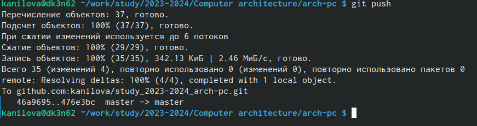 kanilova@dk3n62 ~/work/study/2023-2024/Computer architecture/arch-pc $ git push
Перечисление объектов: 37, готово.
Подсчет объектов: 100% (37/37), готово.
При сжатии изменений используется до 6 потоков
Сжатие объектов: 100% (29/29), готово.
Запись объектов: 100% (35/35), 342.13 КиБ | 2.46 МиБ/с, готово.
Всего 35 (изменений 4), повторно использовано 0 (изменений 0), повторно использовано пакетов 0
remote: Resolving deltas: 100% (4/4), completed with 1 local object.
To github.com:kanilova/study_2023-2024_arch-pc.git
   46a9695..476e3bc  master -> master
kanilova@dk3n62 ~/work/study/2023-2024/Computer architecture/arch-pc $